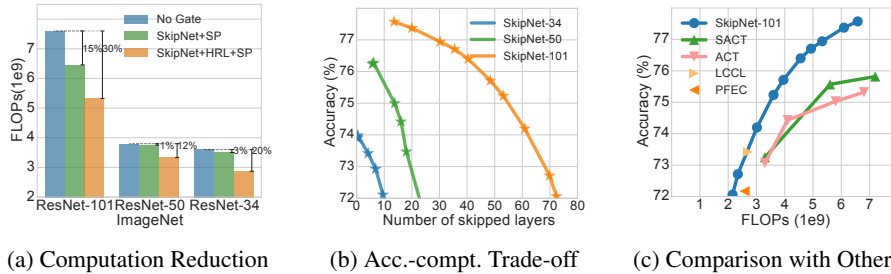 No Gate
SkipNet+SP
SkipNet+HRL+SP
15%30%
1% 12%
3% 20%
FLOPs(1e9)
7
6
5
4
3
2
ResNet-101 ResNet-50 ResNet-34
ImageNet
(a) Computation Reduction
SkipNet-34
SkipNet-50
SkipNet-101
Accuracy (%)
77
76
75
74
73
72
0 10 20 30 40 50 60 70 80
Number of skipped layers
(b) Acc.-compt. Trade-off
SkipNet-101
SACT
ACT
LCCL
PFEC
Accuracy (%)
77
76
75
74
73
72
1 2 3 4 5 6 7
FLOPs (1e9)
(c) Comparison with Other